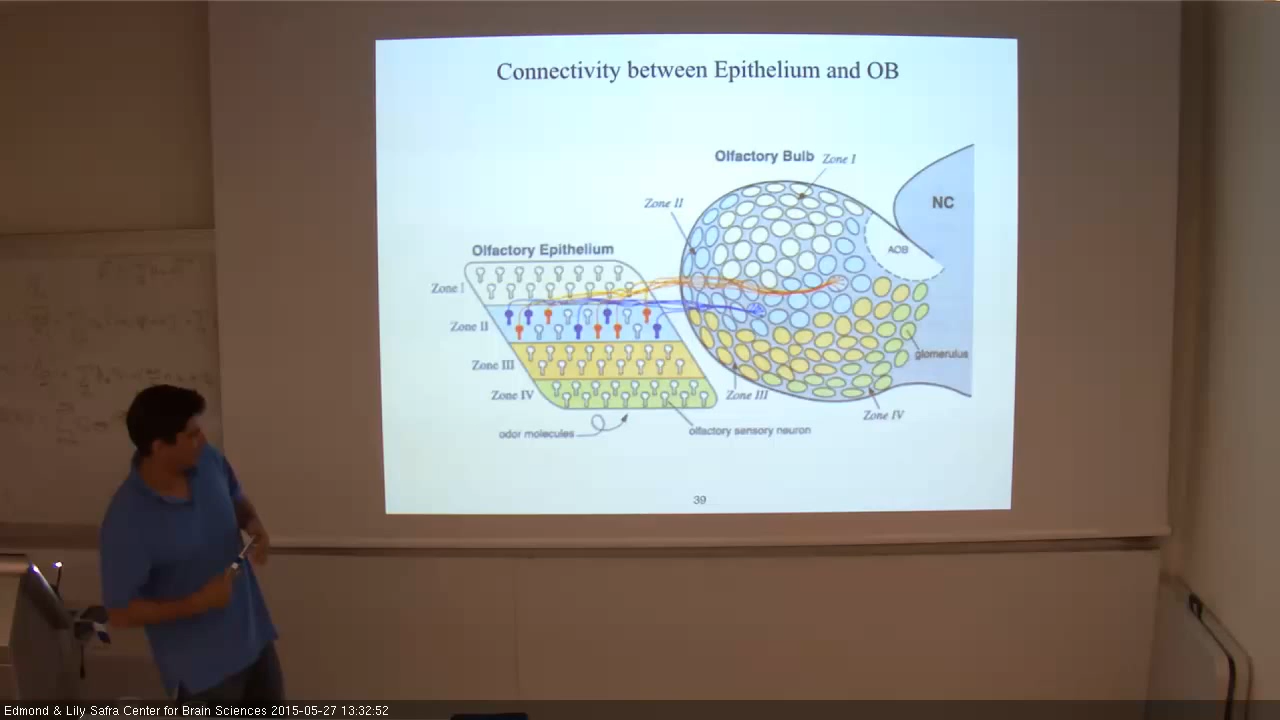 Connectivity between Epithelium and OB
Olfactory Bulb
Zone I
Zone II
NC
AOB
Olfactory Epithelium
Zone I
Zone II
Zone III
Zone IV
glomerulus
Zone III
Zone IV
odor molecules
olfactory sensory neuron
39
Edmond & Lily Safra Center for Brain Sciences 2015-05-27 13:32:52